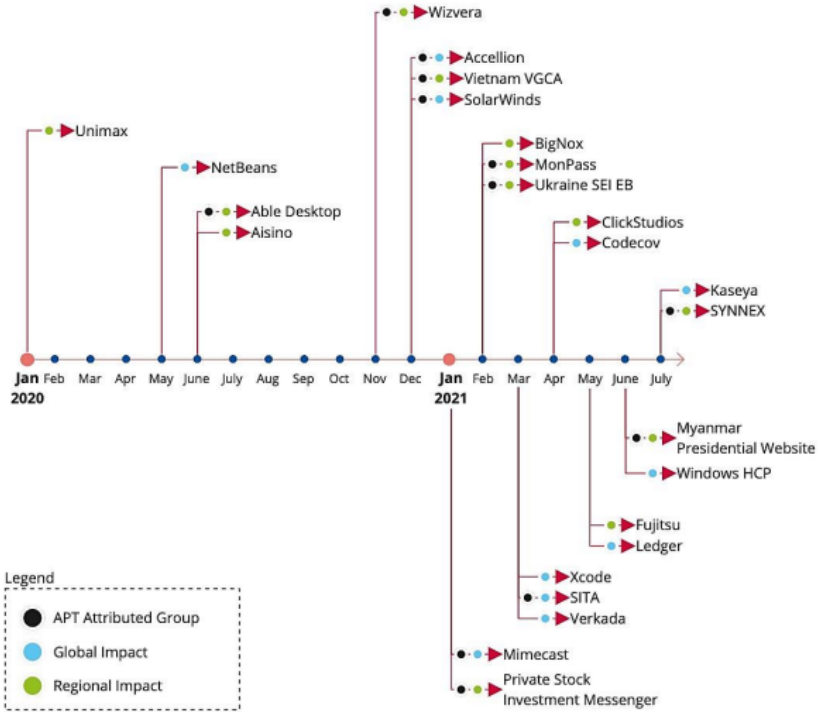 Wizvera
Accellion
Vietnam VGCA
SolarWinds
Unimax
BigNox
NetBeans
MonPass
Ukraine SEI EB
Able Desktop
ClickStudios
Aisino
Codecov
Kaseya
SYNNEX
Jan Feb Mar Apr May June July Aug Sep Oct Nov Dec Jan Feb Mar Apr May June July
2020 2021
Myanmar
Presidential Website
Windows HCP
Fujitsu
Ledger
Xcode
SITA
Verkada
Mimecast
Private Stock
Investment Messenger
Legend
APT Attributed Group
Global Impact
Regional Impact